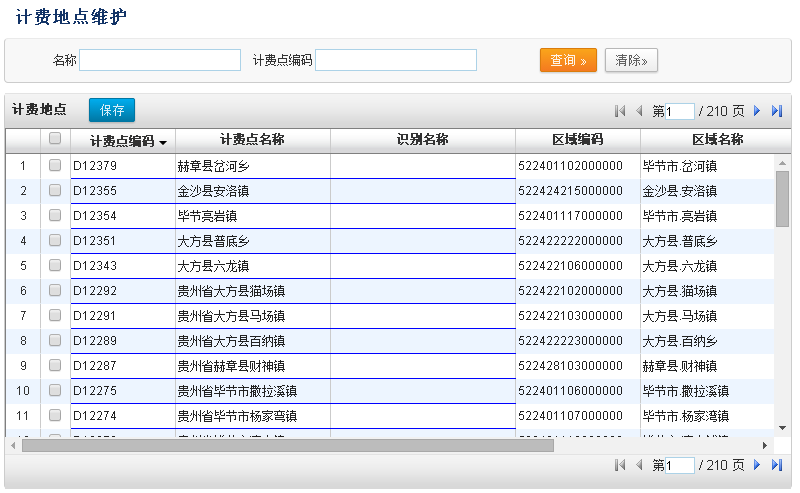 计费地点维护
名称 计费点编码 查询 » 清除»
计费地点 保存 第1 / 210 页
计费点编码 计费点名称 识别名称 区域编码 区域名称
1 D12379 赫章县岔河乡 522401102000000 毕节市.岔河镇
2 D12355 金沙县安洛镇 522424215000000 金沙县.安洛镇
3 D12354 毕节亮岩镇 522401117000000 毕节市.亮岩镇
4 D12351 大方县普底乡 522422222000000 大方县.普底乡
5 D12343 大方县六龙镇 522422106000000 大方县.六龙镇
6 D12292 贵州省大方县猫场镇 522422102000000 大方县.猫场镇
7 D12291 贵州省大方县马场镇 522422103000000 大方县.马场镇
8 D12289 贵州省大方县百纳镇 522422223000000 大方县.百纳乡
9 D12287 贵州省赫章县财神镇 522428103000000 赫章县.财神镇
10 D12275 贵州省毕节市撒拉溪镇 522401106000000 毕节市.撒拉溪镇
11 D12274 贵州省毕节市杨家弯镇 522401107000000 毕节市.杨家湾镇
第1 / 210 页